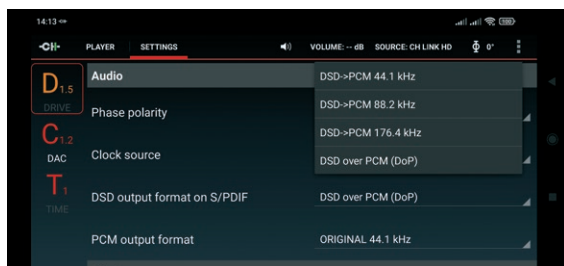 14:13
100
-CH- PLAYER SETTINGS VOLUME: -- dB SOURCE: CH LINK HD Φ 0°
D1.5
DRIVE
C1.2
DAC
T1
TIME
Audio
Phase polarity
Clock source
DSD output format on S/PDIF DSD over PCM (DoP)
PCM output format ORIGINAL 44.1 kHz
DSD->PCM 44.1 kHz
DSD->PCM 88.2 kHz
DSD->PCM 176.4 kHz
DSD over PCM (DoP)